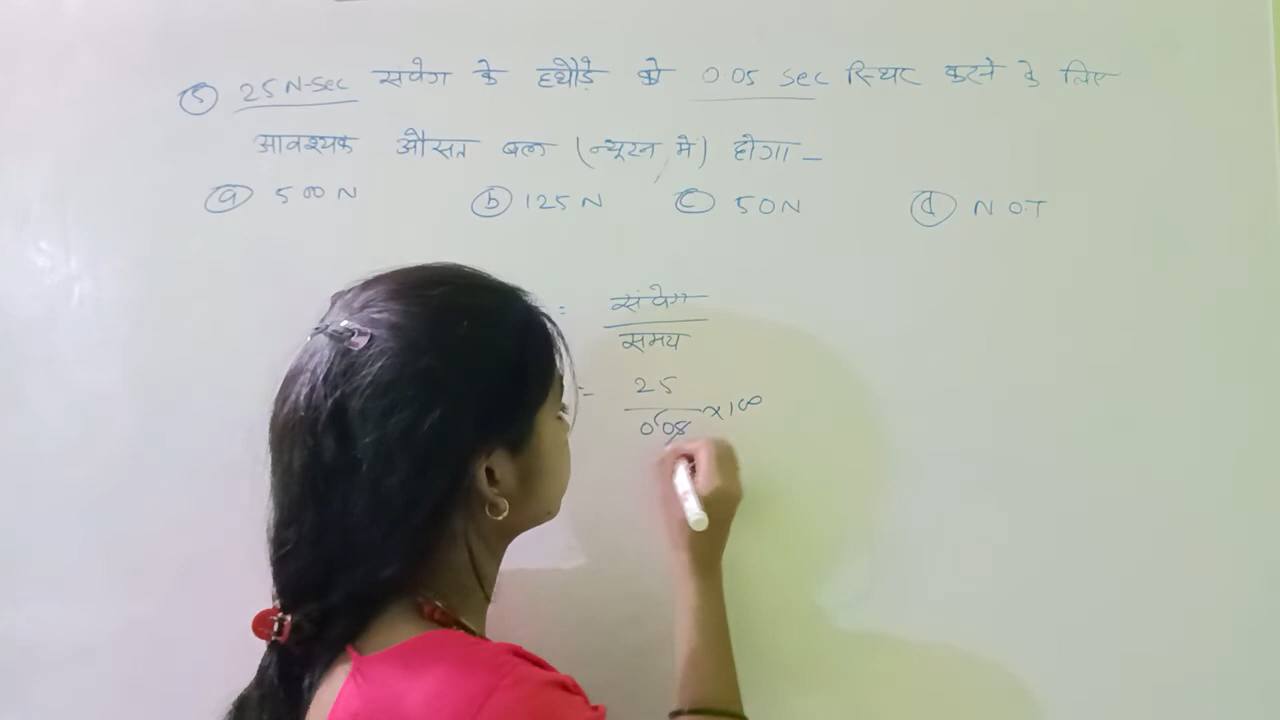 ⑤ 25 N-Sec संवेग के हथौड़े को 0.05 Sec स्थिर करने के लिए
आवश्यक औसत बल (न्यूटन में) होगा -
ⓐ 500 N ⓑ 125 N ⓒ 50 N ⓓ N O.T
= संवेग
समय
= 25
0.05 × 100